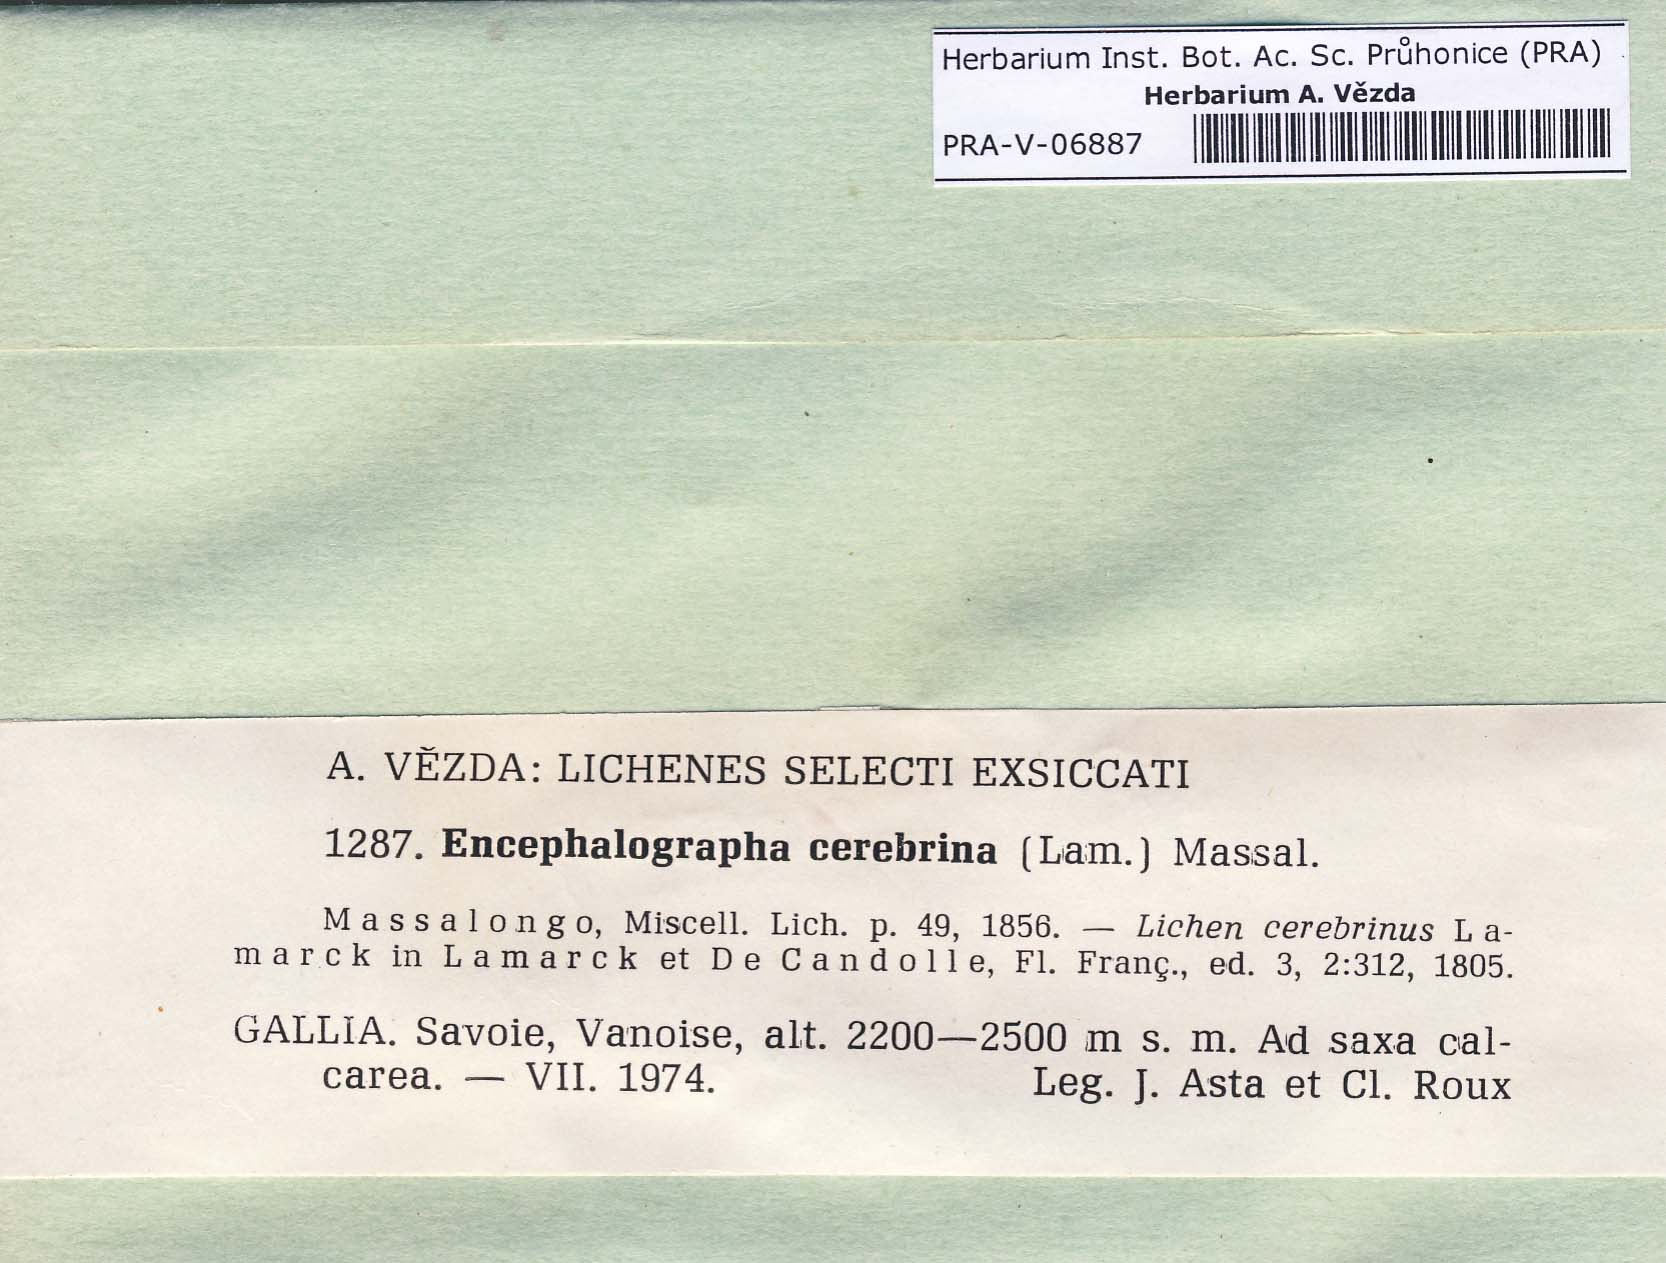 Herbarium Inst. Bot. Ac. Sc. Průhonice (PRA)
Herbarium A. Vězda
PRA-V-06887
A. VĚZDA: LICHENES SELECTI EXSICCATI
1287. Encephalographa cerebrina (Lam.) Massal.
Massalongo, Miscell. Lich. p. 49, 1856. — Lichen cerebrinus La-
marck in Lamarck et De Candolle, Fl. Franç., ed. 3, 2:312, 1805.
GALLIA. Savoie, Vanoise, alt. 2200—2500 m s. m. Ad saxa cal-
carea. — VII. 1974. Leg. J. Asta et Cl. Roux